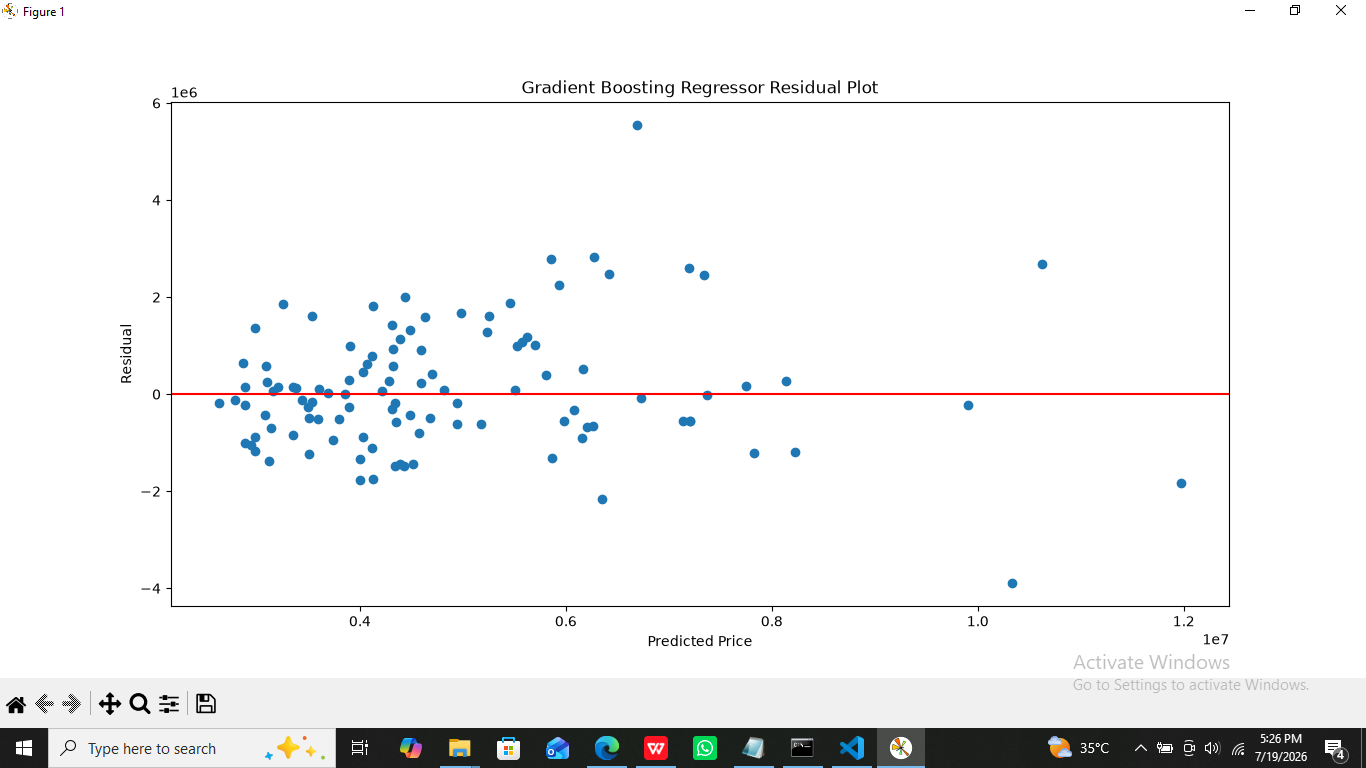 Figure 1
Gradient Boosting Regressor Residual Plot
1e6
6
4
2
0
−2
−4
Residual
0.4
0.6
0.8
1.0
1.2
1e7
Predicted Price
Activate Windows
Go to Settings to activate Windows.
Type here to search
35°C
5:26 PM
7/19/2026
4